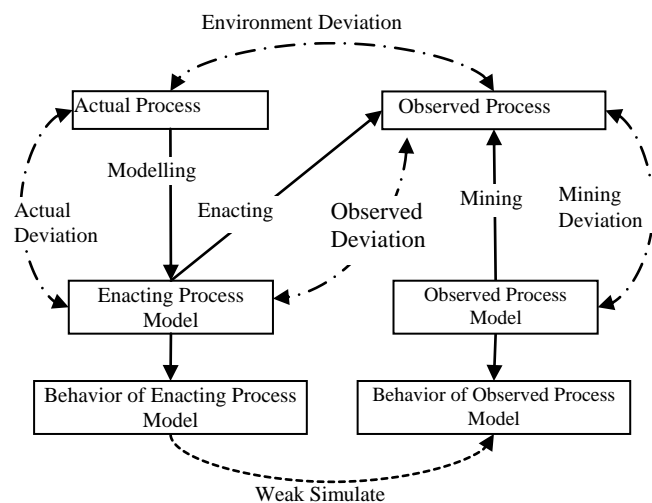 Environment Deviation
Actual Process
Observed Process
Modelling
Enacting
Actual
Deviation
Observed
Deviation
Mining
Mining
Deviation
Enacting Process
Model
Observed Process
Model
Behavior of Enacting Process
Model
Behavior of Observed Process
Model
Weak Simulate